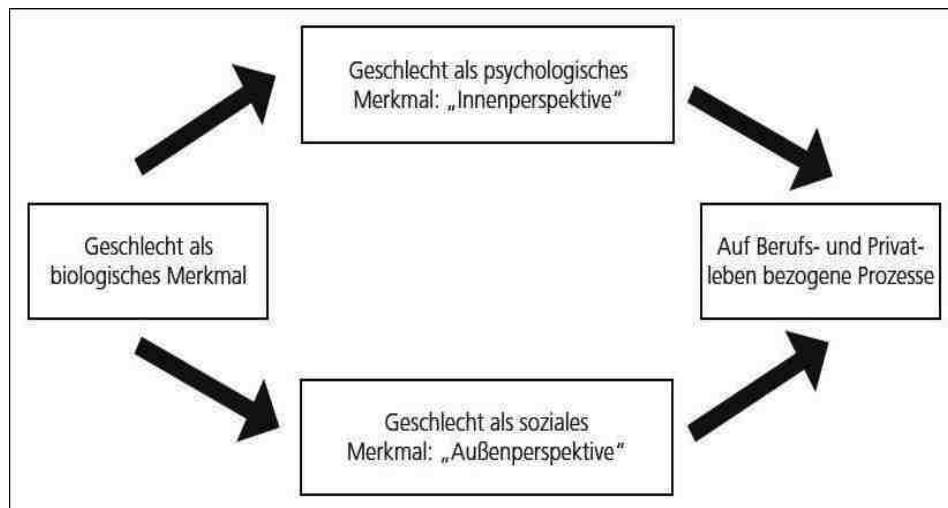 Geschlecht als psychologisches
Merkmal: „Innenperspektive“
Geschlecht als
biologisches Merkmal
Auf Berufs- und Privat-
leben bezogene Prozesse
Geschlecht als soziales
Merkmal: „Außenperspektive“